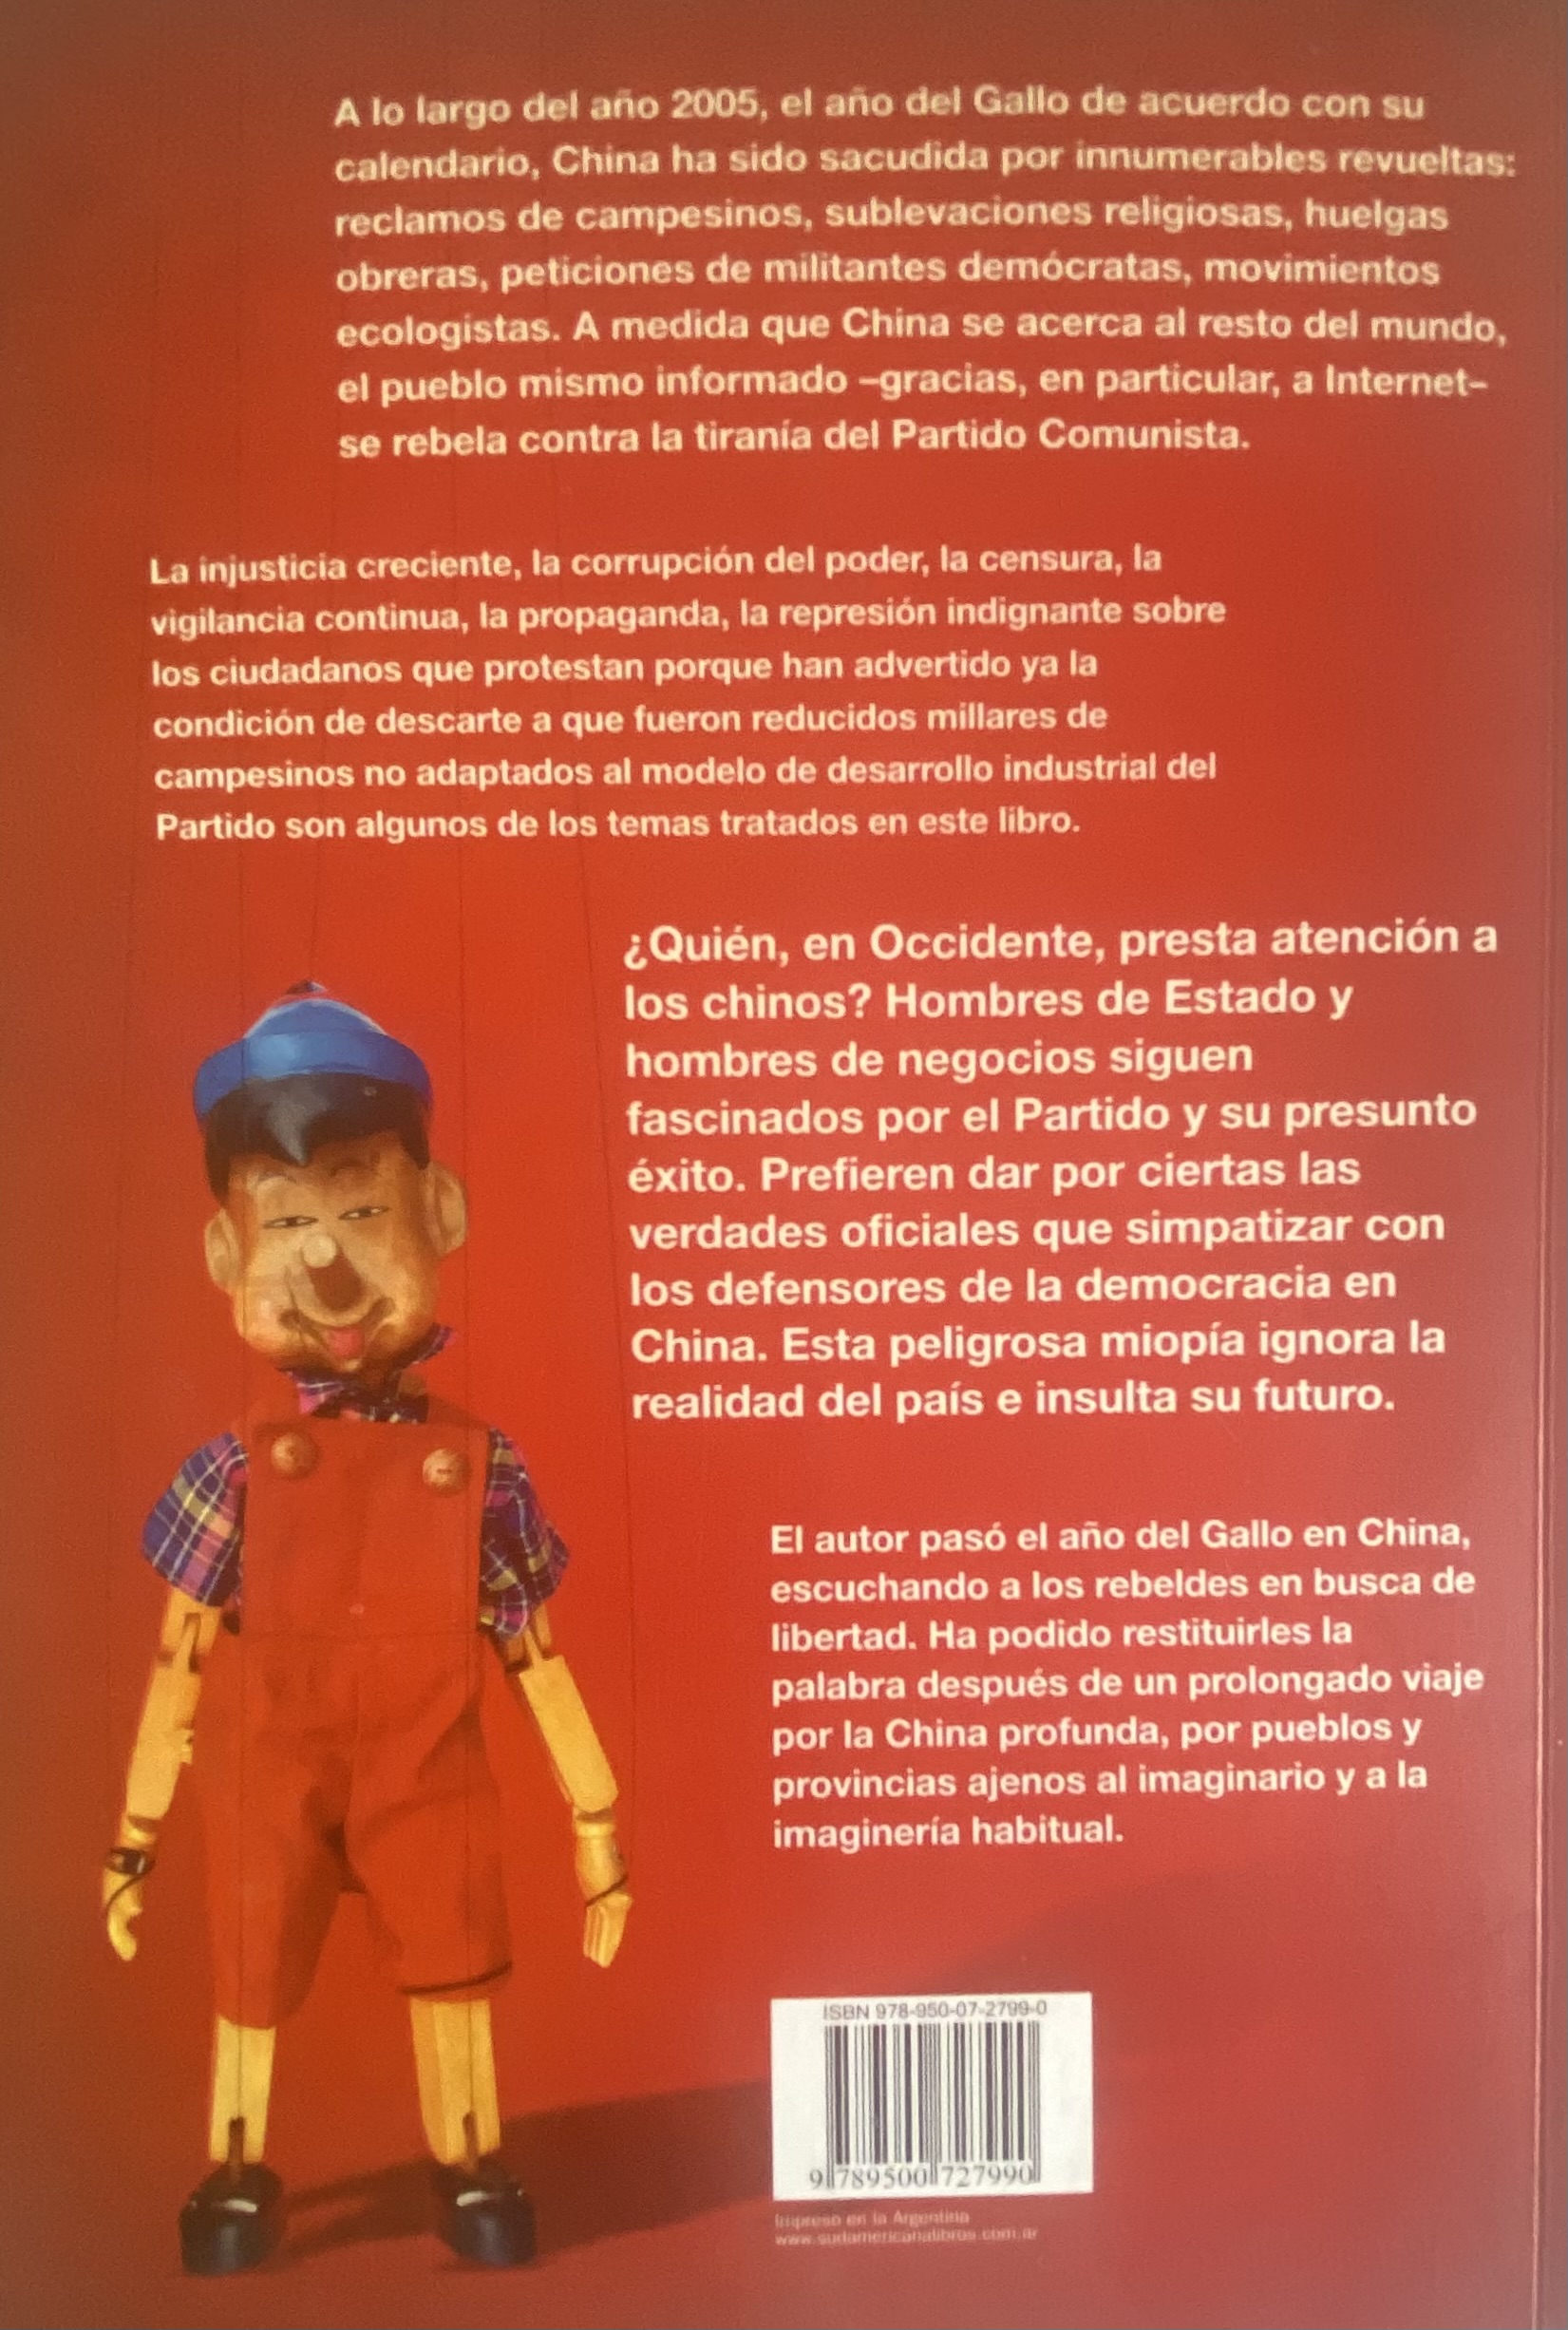 A lo largo del año 2005, el año del Gallo de acuerdo con su
calendario, China ha sido sacudida por innumerables revueltas:
reclamos de campesinos, sublevaciones religiosas, huelgas
obreras, peticiones de militantes demócratas, movimientos
ecologistas. A medida que China se acerca al resto del mundo,
el pueblo mismo informado –gracias, en particular, a Internet–
se rebela contra la tiranía del Partido Comunista.
La injusticia creciente, la corrupción del poder, la censura, la
vigilancia continua, la propaganda, la represión indignante sobre
los ciudadanos que protestan porque han advertido ya la
condición de descarte a que fueron reducidos millares de
campesinos no adaptados al modelo de desarrollo industrial del
Partido son algunos de los temas tratados en este libro.
¿Quién, en Occidente, presta atención a
los chinos? Hombres de Estado y
hombres de negocios siguen
fascinados por el Partido y su presunto
éxito. Prefieren dar por ciertas las
verdades oficiales que simpatizar con
los defensores de la democracia en
China. Esta peligrosa miopía ignora la
realidad del país e insulta su futuro.
El autor pasó el año del Gallo en China,
escuchando a los rebeldes en busca de
libertad. Ha podido restituirles la
palabra después de un prolongado viaje
por la China profunda, por pueblos y
provincias ajenos al imaginario y a la
imaginería habitual.
ISBN 978-950-07-2799-0
9 789500 727990
Impreso en la Argentina
www.sudamericanalibros.com.ar